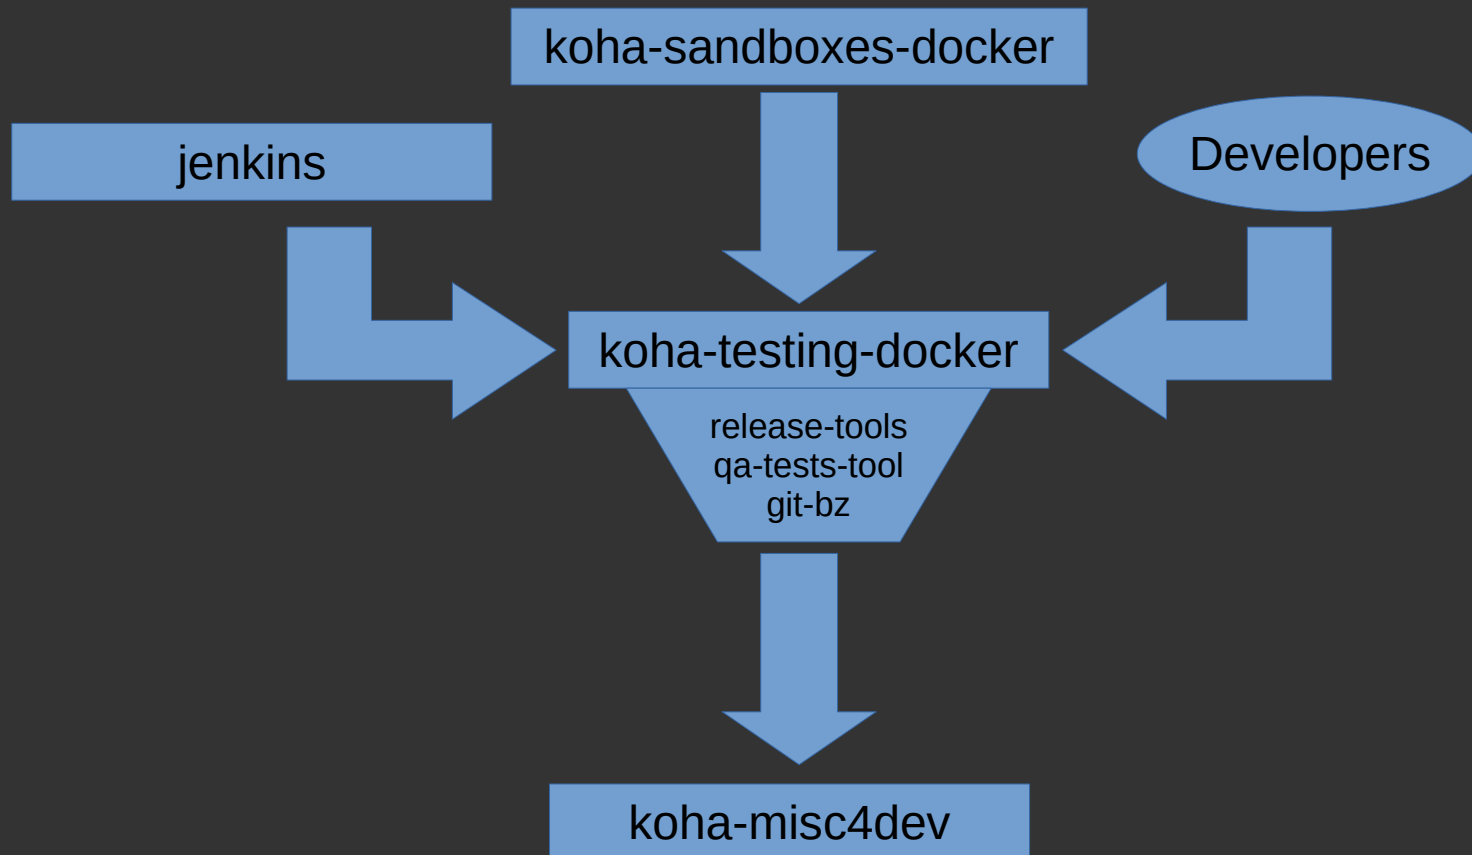 koha-sandboxes-docker
jenkins
Developers
koha-testing-docker
release-tools
qa-tests-tool
git-bz
koha-misc4dev